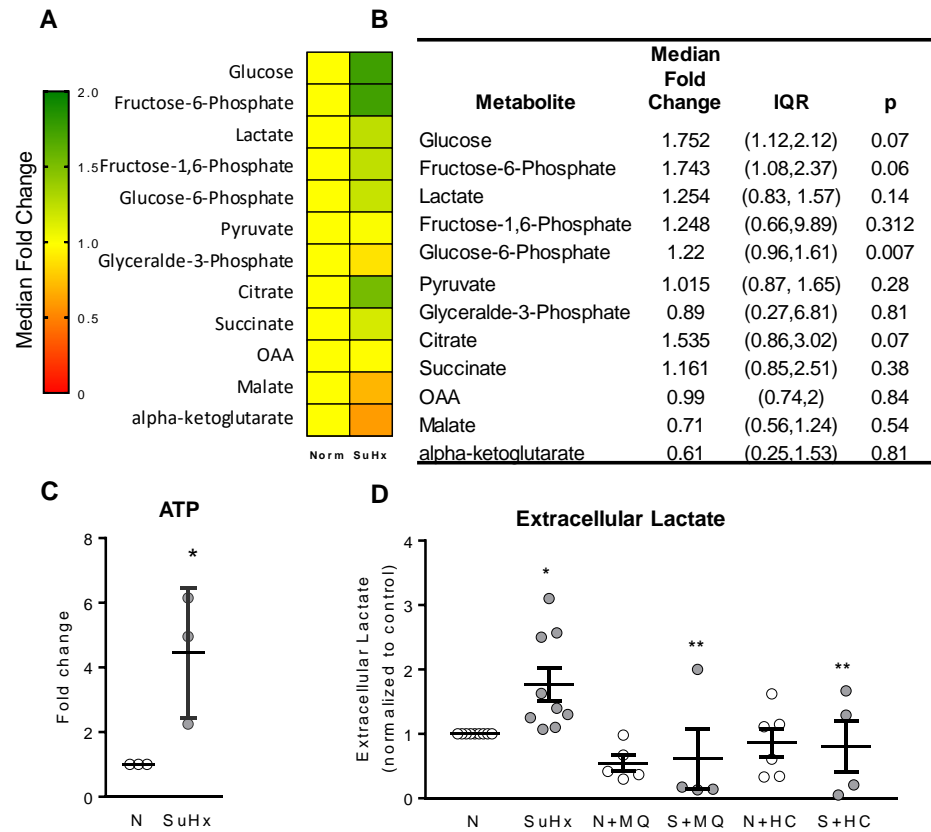 A
Median Fold Change
2.0
1.5
1.0
0.5
0
Glucose
Fructose-6-Phosphate
Lactate
Fructose-1,6-Phosphate
Glucose-6-Phosphate
Pyruvate
Glyceralde-3-Phosphate
Citrate
Succinate
OAA
Malate
alpha-ketoglutarate
Norm SuHx
B
Metabolite Median Fold Change IQR p
Glucose 1.752 (1.12,2.12) 0.07
Fructose-6-Phosphate 1.743 (1.08,2.37) 0.06
Lactate 1.254 (0.83, 1.57) 0.14
Fructose-1,6-Phosphate 1.248 (0.66,9.89) 0.312
Glucose-6-Phosphate 1.22 (0.96,1.61) 0.007
Pyruvate 1.015 (0.87, 1.65) 0.28
Glyceralde-3-Phosphate 0.89 (0.27,6.81) 0.81
Citrate 1.535 (0.86,3.02) 0.07
Succinate 1.161 (0.85,2.51) 0.38
OAA 0.99 (0.74,2) 0.84
Malate 0.71 (0.56,1.24) 0.54
alpha-ketoglutarate 0.61 (0.25,1.53) 0.81
C
ATP
Fold change
8
6
4
2
0
*
N SuHx
D
Extracellular Lactate
Extracellular Lactate
(normalized to control)
4
3
2
1
0
*
**
**
N SuHx N+MQ S+MQ N+HC S+HC